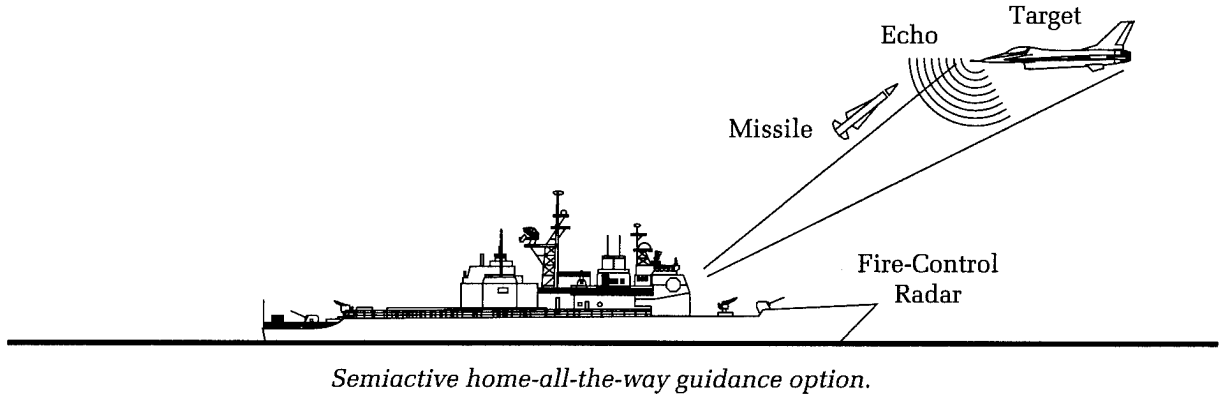 Target
Echo
Missile
Fire-Control
Radar
Semiactive home-all-the-way guidance option.